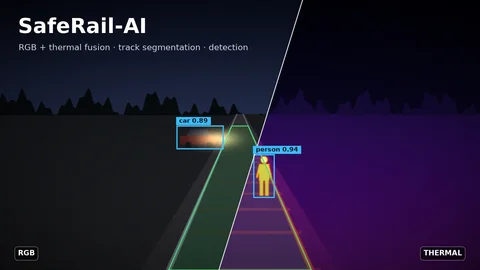 SafeRail-AI
RGB + thermal fusion · track segmentation · detection
car 0.89
person 0.94
RGB
THERMAL